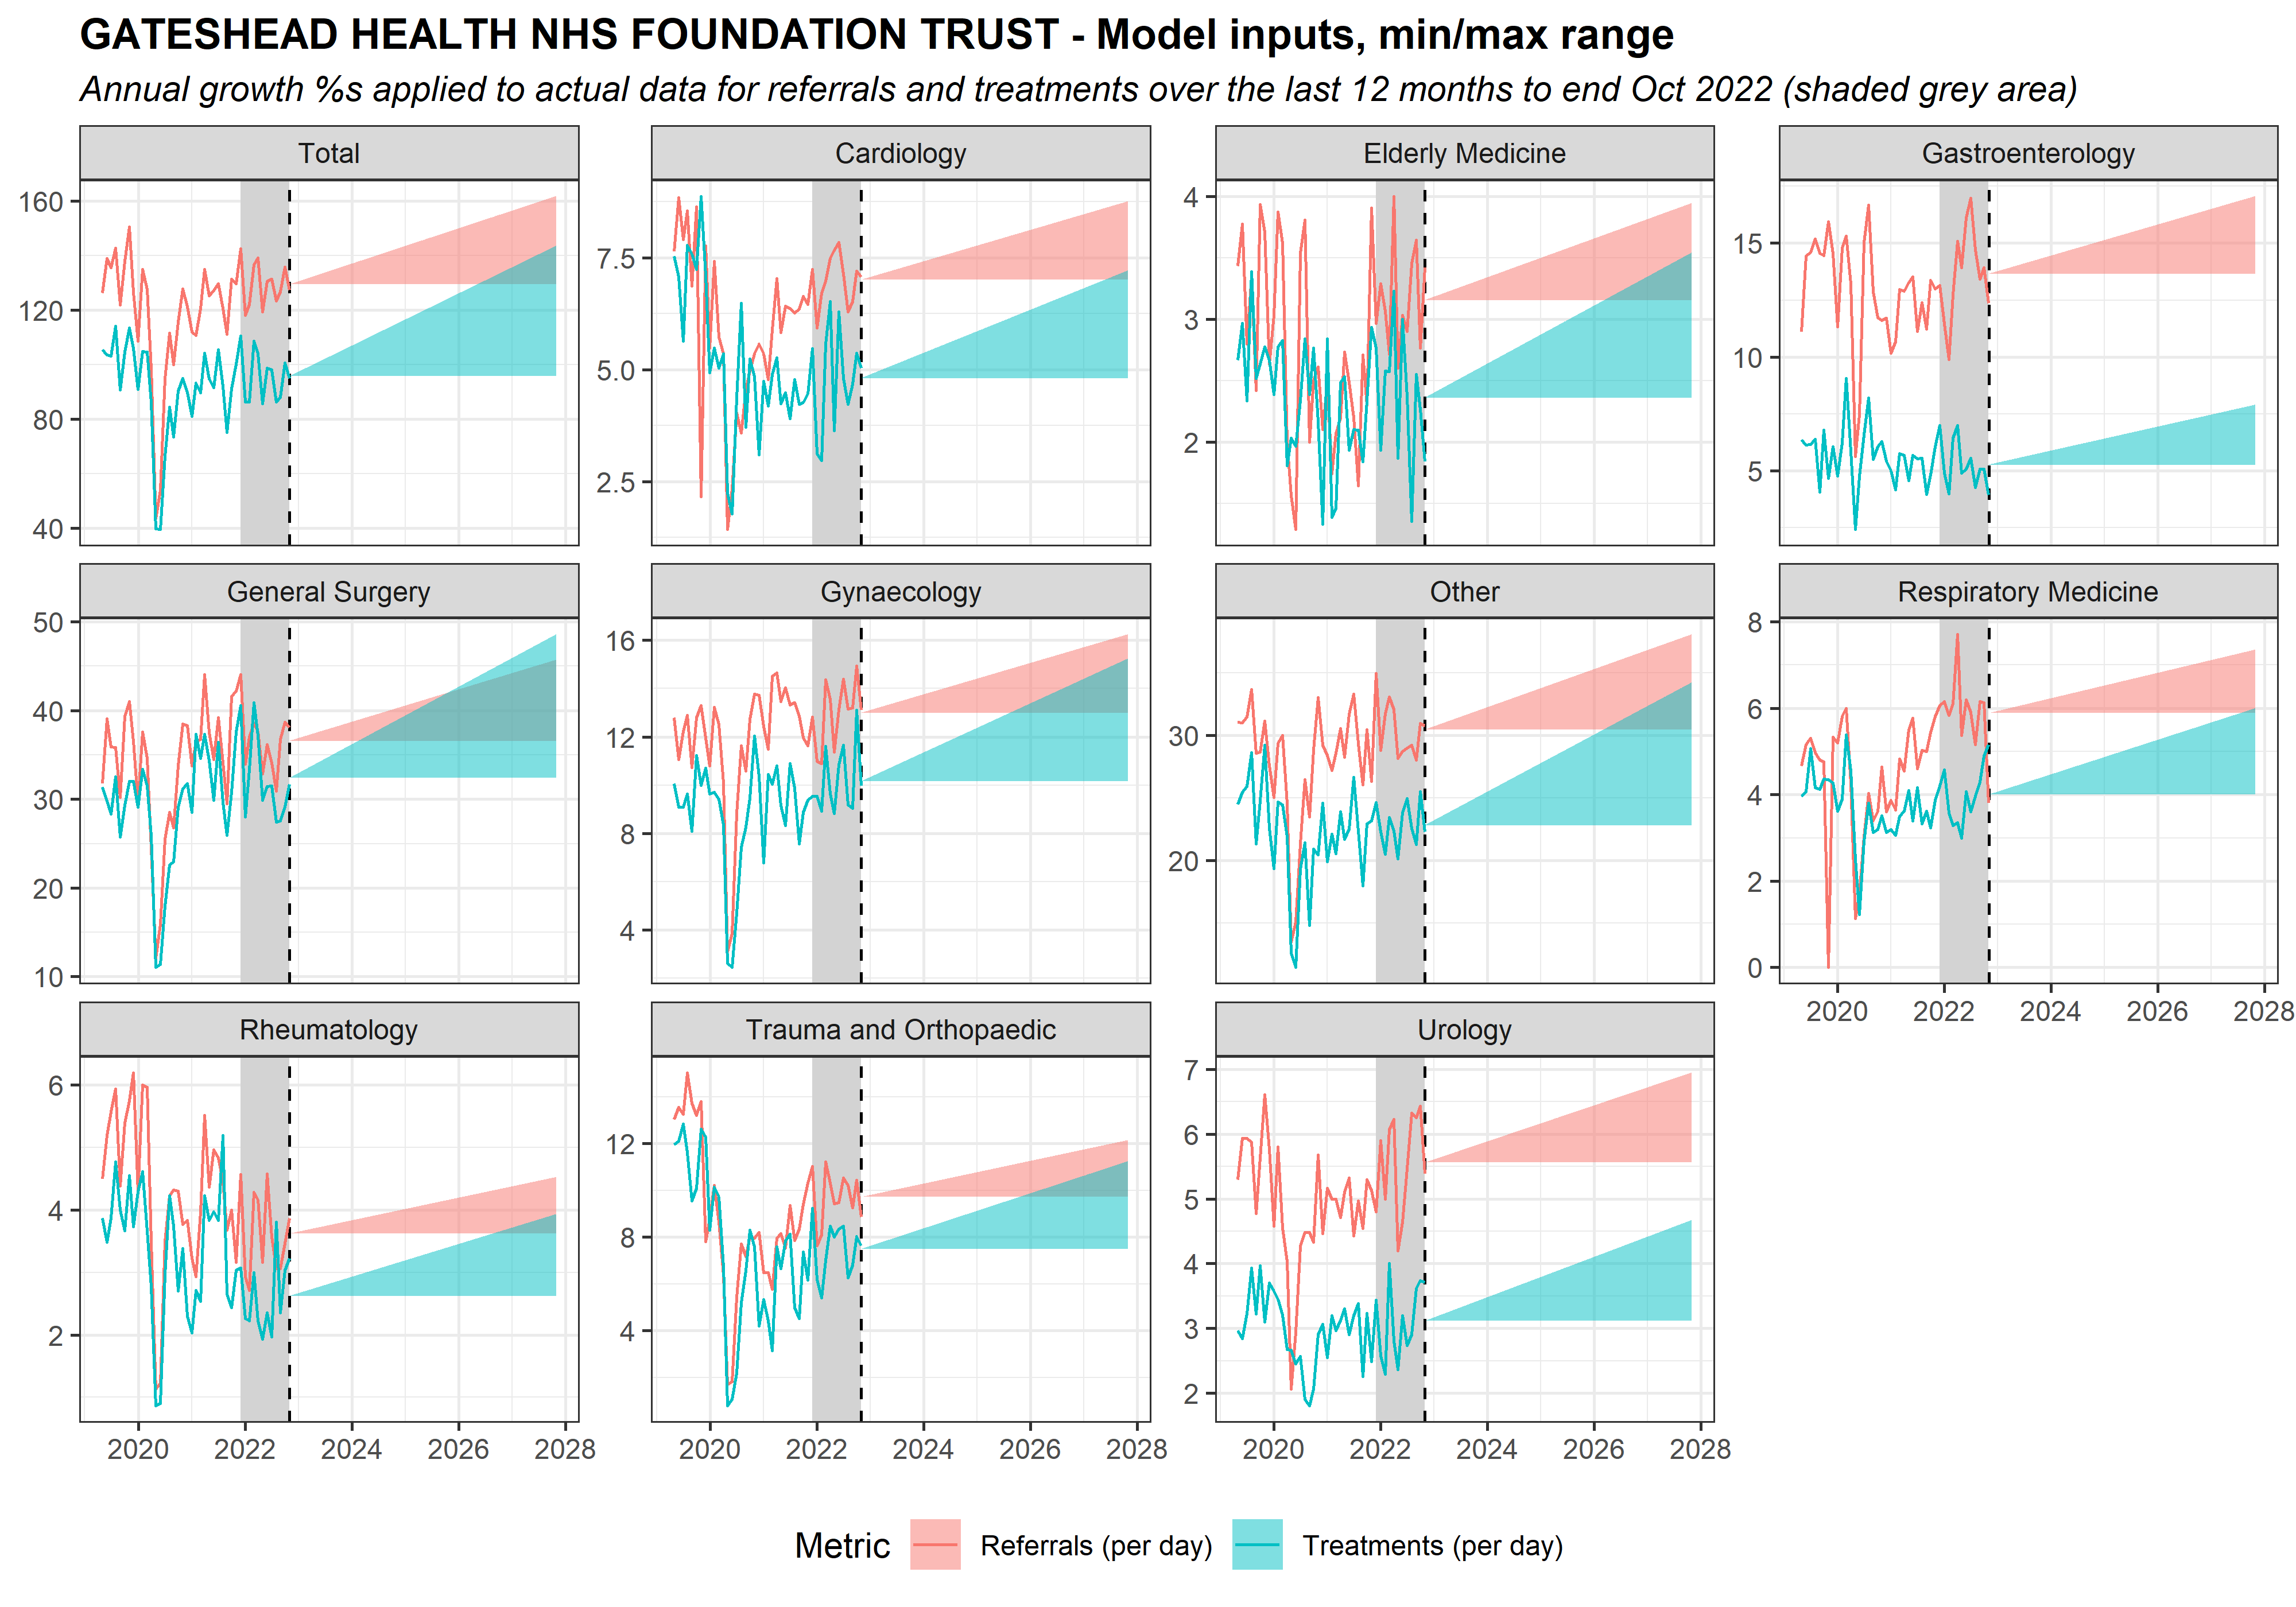 GATESHEAD HEALTH NHS FOUNDATION TRUST - Model inputs, min/max range
Annual growth %s applied to actual data for referrals and treatments over the last 12 months to end Oct 2022 (shaded grey area)
Total
Cardiology
Elderly Medicine
Gastroenterology
160
120
80
40
7.5
5.0
2.5
4
3
2
15
10
5
General Surgery
Gynaecology
Other
Respiratory Medicine
50
40
30
20
10
16
12
8
4
30
20
8
6
4
2
0
2020 2022 2024 2026 2028
Rheumatology
Trauma and Orthopaedic
Urology
6
4
2
12
8
4
7
6
5
4
3
2
2020 2022 2024 2026 2028
2020 2022 2024 2026 2028
2020 2022 2024 2026 2028
Metric Referrals (per day) Treatments (per day)